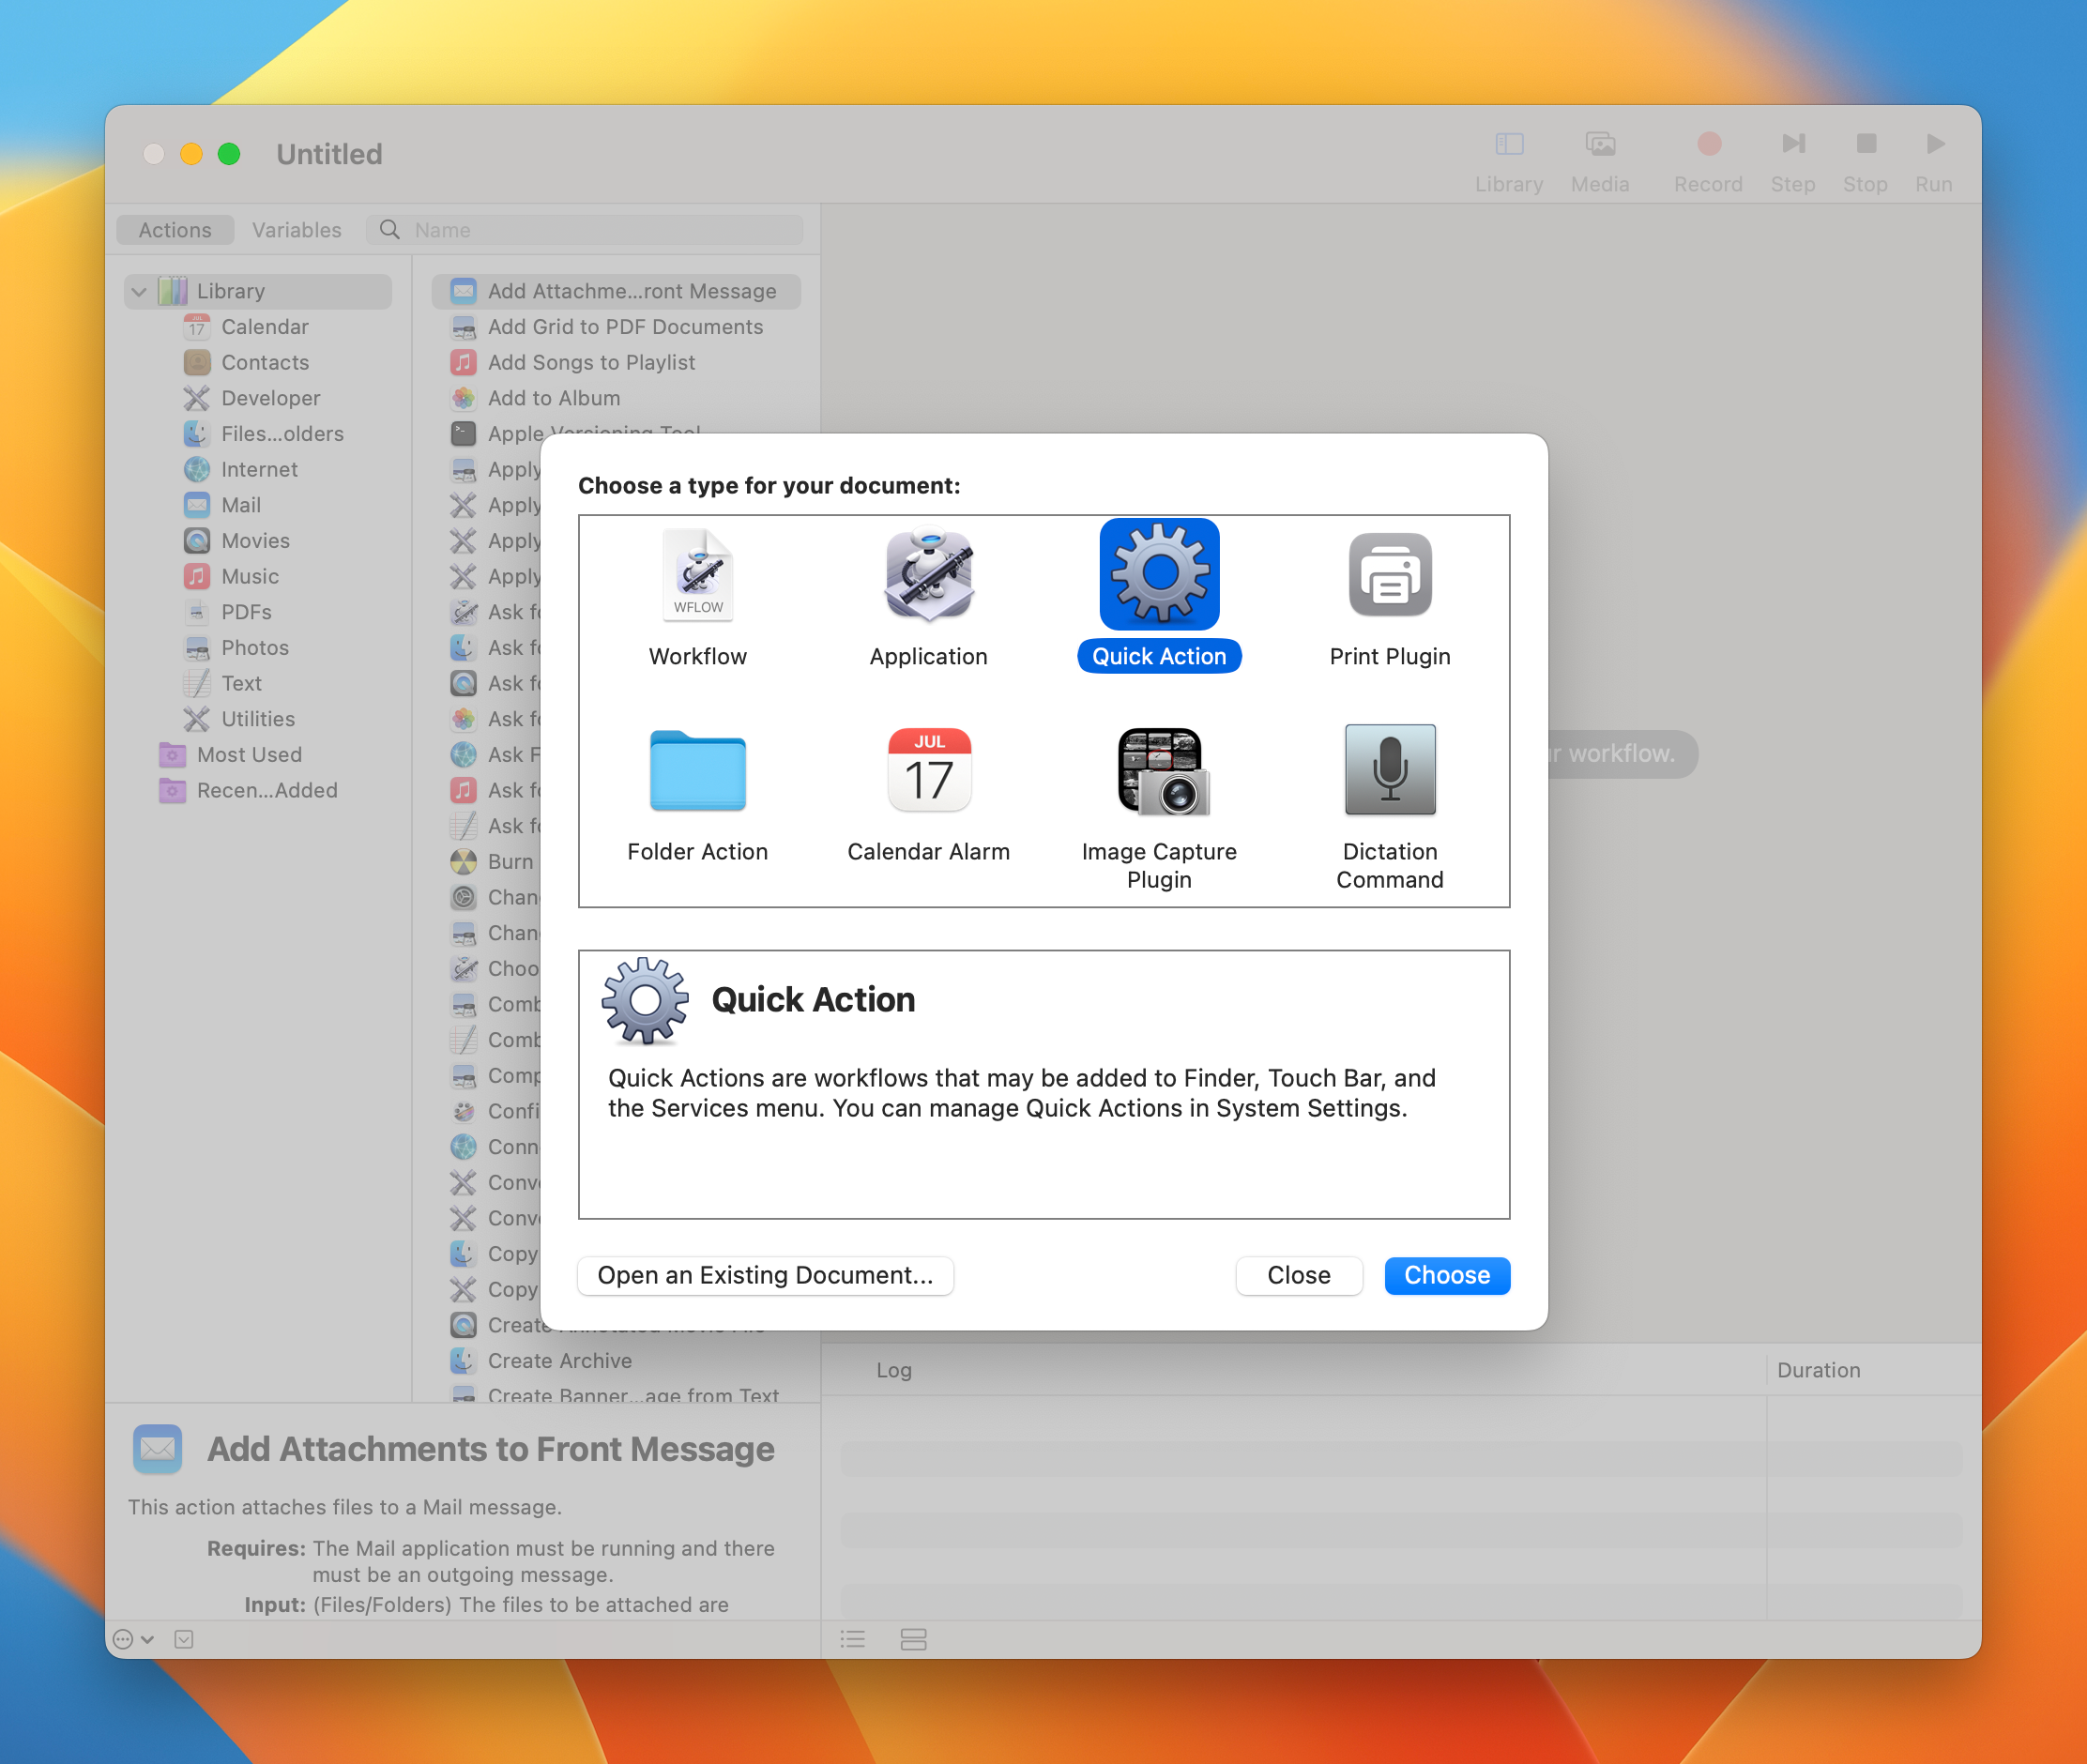 Untitled
Library
Media
Record
Step
Stop
Run
Actions
Variables
Name
Library
Calendar
Contacts
Developer
Files...olders
Internet
Mail
Movies
Music
PDFs
Photos
Text
Utilities
Most Used
Recen...Added
Add Attachme...ront Message
Add Grid to PDF Documents
Add Songs to Playlist
Add to Album
Apple Versioning Tool
Apply
Apply
Apply
Apply
Ask
Ask
Ask
Ask
Ask F
Ask
Ask
Burn
Chan
Chan
Choo
Comb
Comb
Comp
Confi
Conn
Conv
Conv
Copy
Copy
Create Annotated Movie File
Create Archive
Create Banner...age from Text
Choose a type for your document:
WFLOW
Workflow
Application
Quick Action
Print Plugin
Folder Action
JUL
17
Calendar Alarm
Image Capture
Plugin
Dictation
Command
Quick Action
Quick Actions are workflows that may be added to Finder, Touch Bar, and
the Services menu. You can manage Quick Actions in System Settings.
Open an Existing Document...
Close
Choose
workflow.
Log
Duration
Add Attachments to Front Message
This action attaches files to a Mail message.
Requires: The Mail application must be running and there
must be an outgoing message.
Input: (Files/Folders) The files to be attached are